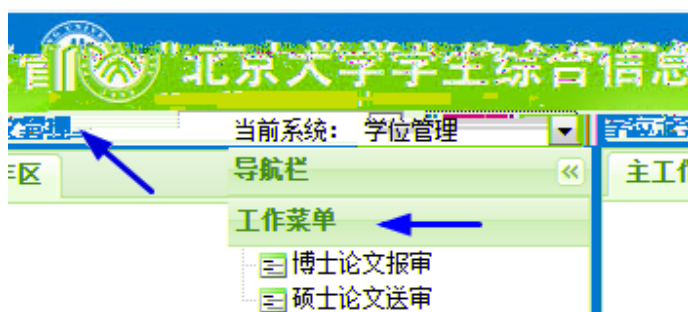 北京大学学生综合信息
当前系统： 学位管理
导航栏
主工作
工作菜单
博士论文报审
硕士论文送审